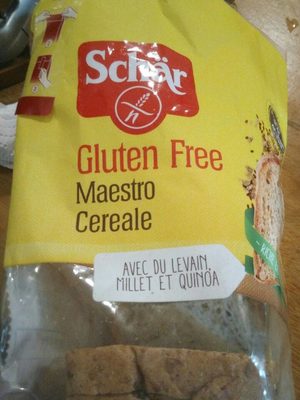 Schär
Gluten Free
Maestro
Cereale
AVEC DU LEVAIN,
MILLET ET QUINOA